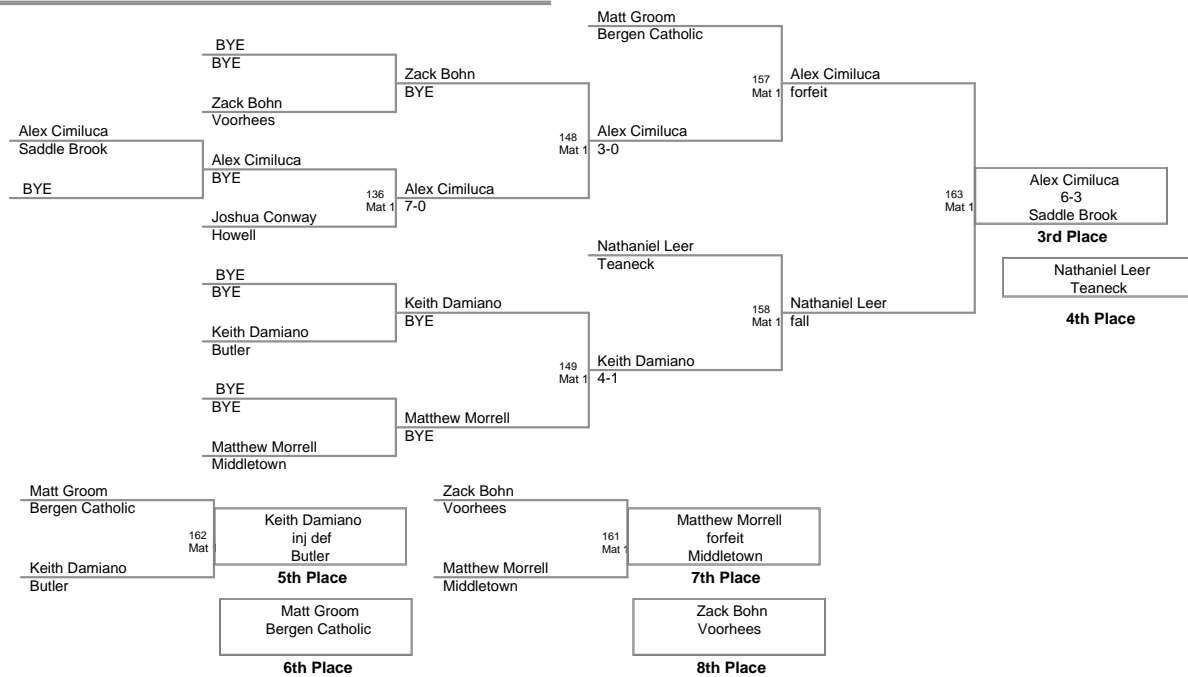 Matt Groom
Bergen Catholic
BYE
BYE
Zack Bohn
BYE
157
Mat 1
Alex Cimiluca
forfeit
Zack Bohn
Voorhees
Alex Cimiluca
Saddle Brook
148
Mat 1
Alex Cimiluca
3-0
Alex Cimiluca
BYE
BYE
136
Mat 1
Alex Cimiluca
7-0
163
Mat 1
Alex Cimiluca
6-3
Saddle Brook
3rd Place
Joshua Conway
Howell
Nathaniel Leer
Teaneck
Nathaniel Leer
Teaneck
4th Place
BYE
BYE
Keith Damiano
BYE
158
Mat 1
Nathaniel Leer
fall
Keith Damiano
Butler
149
Mat 1
Keith Damiano
4-1
BYE
BYE
Matthew Morrell
BYE
Matthew Morrell
Middletown
Matt Groom
Bergen Catholic
162
Mat 1
Keith Damiano
inj def
Butler
5th Place
Keith Damiano
Butler
Matt Groom
Bergen Catholic
6th Place
Zack Bohn
Voorhees
161
Mat 1
Matthew Morrell
forfeit
Middletown
7th Place
Matthew Morrell
Middletown
Zack Bohn
Voorhees
8th Place